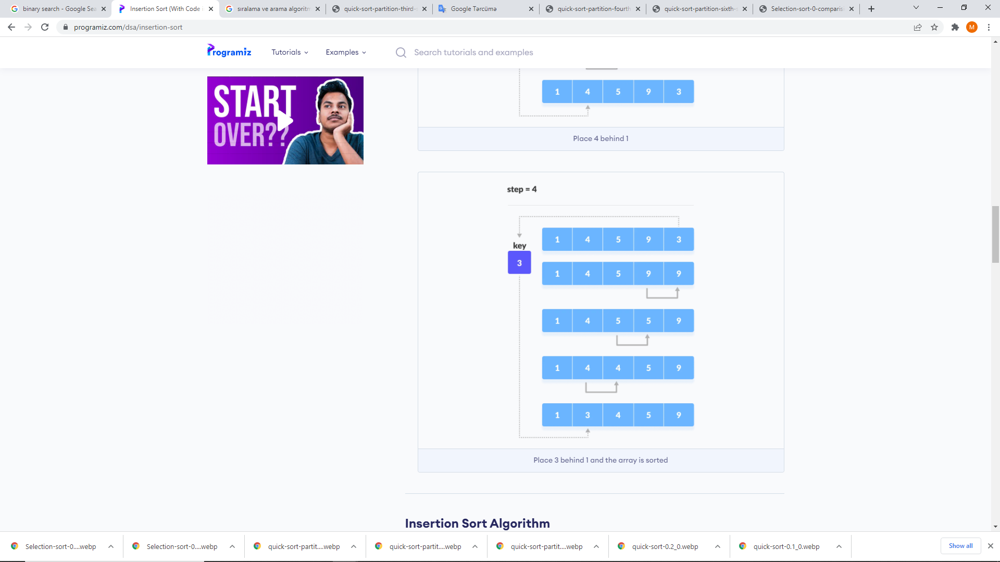 binary search - Google Sea
Insertion Sort (With Code i
sıralama ve arama algoritm
quick-sort-partition-third-s
Google Tərcümə
quick-sort-partition-fourth
quick-sort-partition-sixth-s
Selection-sort-0-comparisi
programiz.com/dsa/insertion-sort
M
Programiz
Tutorials
Examples
Search tutorials and examples
START
OVER??
1 4 5 9 3
Place 4 behind 1
step = 4
1 4 5 9 3
key
3
1 4 5 9 9
1 4 5 5 9
1 4 4 5 9
1 3 4 5 9
Place 3 behind 1 and the array is sorted
Insertion Sort Algorithm
Selection-sort-0....webp
Selection-sort-0....webp
quick-sort-partit....webp
quick-sort-partit....webp
quick-sort-partit....webp
quick-sort-0.2_0.webp
quick-sort-0.1_0.webp
Show all